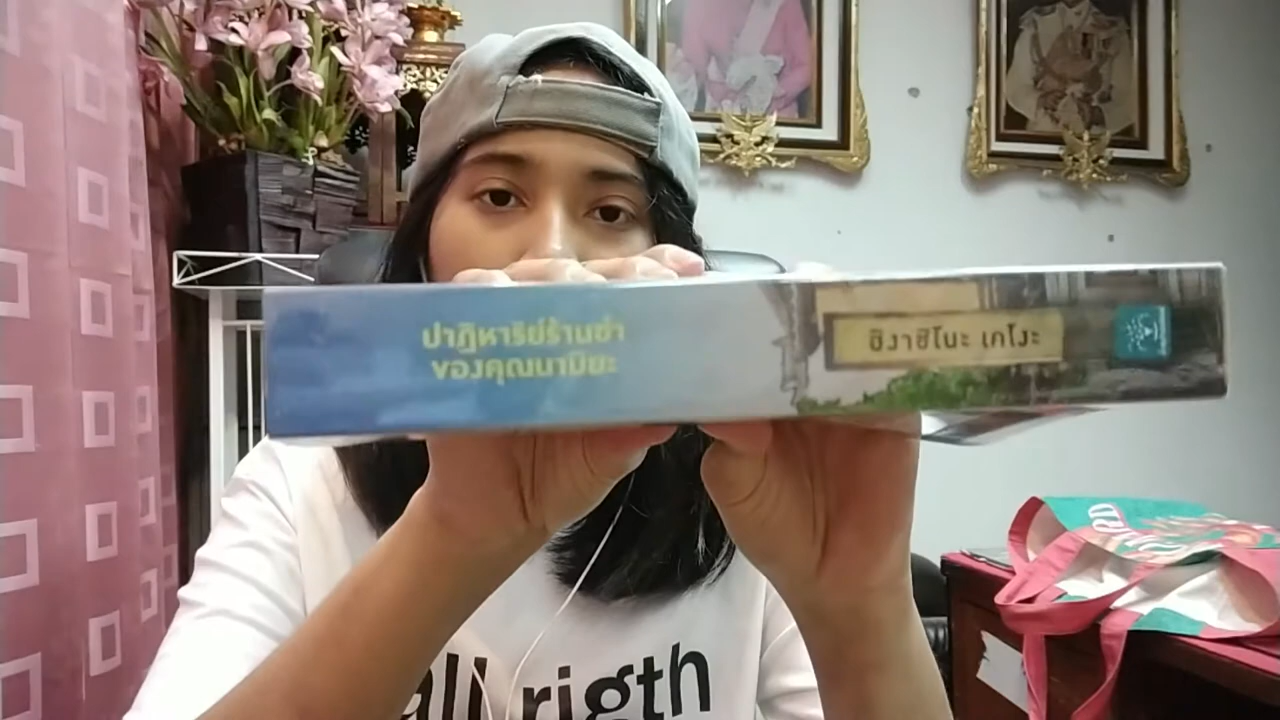 ปาฏิหาริย์ร้านชำ
ของคุณนามิยะ
ฮิงาชิโนะ เคโงะ
all rigth